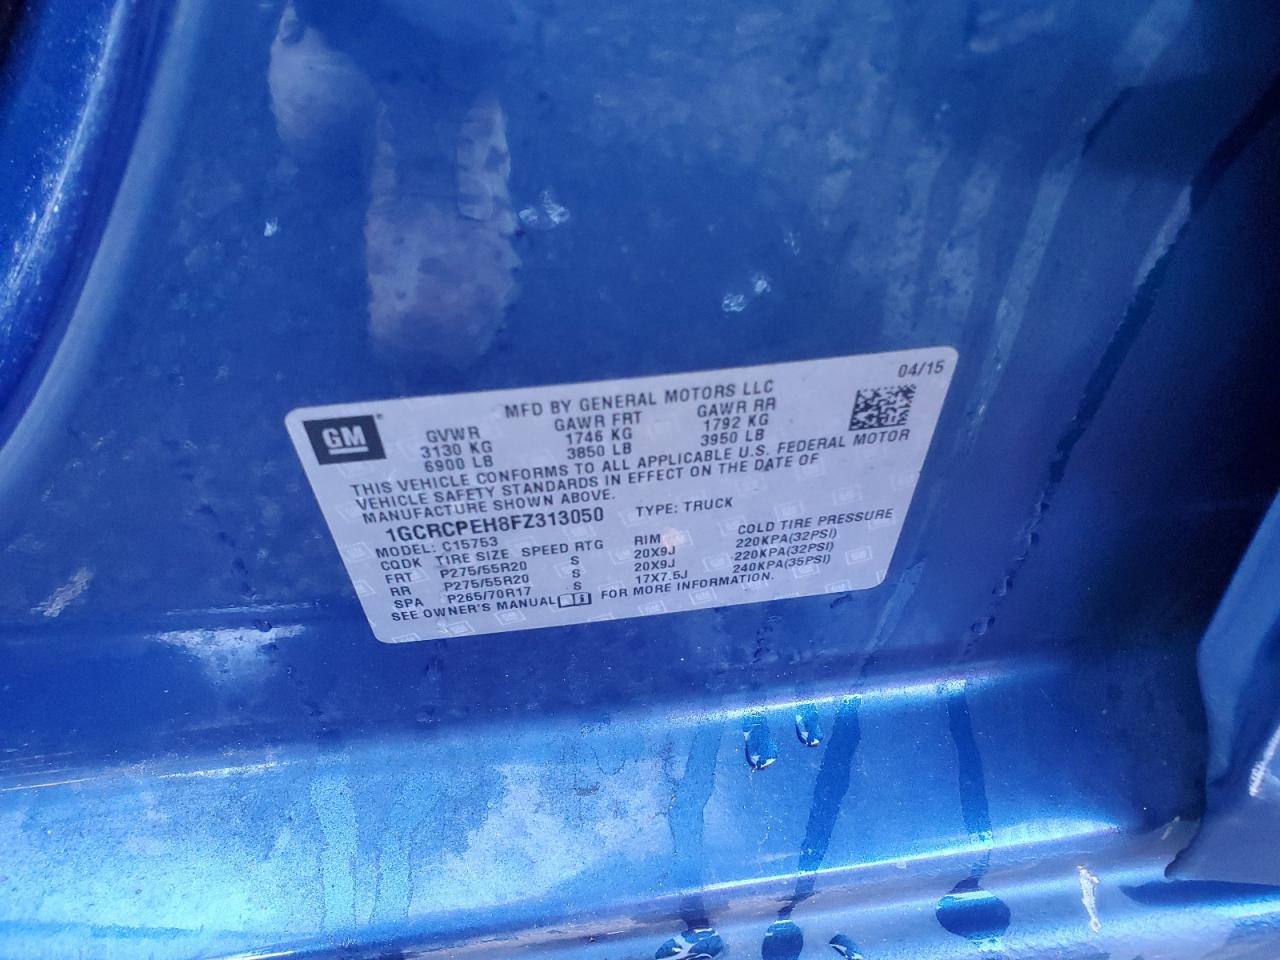 04/15
MFD BY GENERAL MOTORS LLC
GM
GVWR GAWR FRT GAWR RR
3130 KG 1746 KG 1792 KG
6900 LB 3850 LB 3950 LB
THIS VEHICLE CONFORMS TO ALL APPLICABLE U.S. FEDERAL MOTOR
VEHICLE SAFETY STANDARDS IN EFFECT ON THE DATE OF
MANUFACTURE SHOWN ABOVE.
1GCRCPEH8FZ313050 TYPE: TRUCK
MODEL: C15753
CQDK TIRE SIZE SPEED RTG RIM COLD TIRE PRESSURE
FRT P275/55R20 S 20X9J 220KPA(32PSI)
RR P275/55R20 S 20X9J 220KPA(32PSI)
SPA P265/70R17 S 17X7.5J 240KPA(35PSI)
SEE OWNER'S MANUAL FOR MORE INFORMATION.